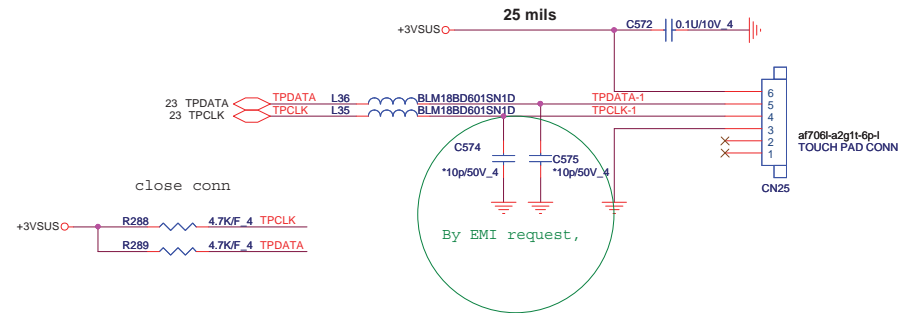 25 mils
+3VSUS
C572
0.1U/10V_4
23 TPDATA
TPDATA
L36
BLM18BD601SN1D
TPDATA-1
23 TPCLK
TPCLK
L35
BLM18BD601SN1D
TPCLK-1
6
5
4
3
2
1
af706l-a2g1t-6p-l
TOUCH PAD CONN
CN25
C574
*10p/50V_4
C575
*10p/50V_4
By EMI request,
close conn
+3VSUS
R288
4.7K/F_4
TPCLK
R289
4.7K/F_4
TPDATA